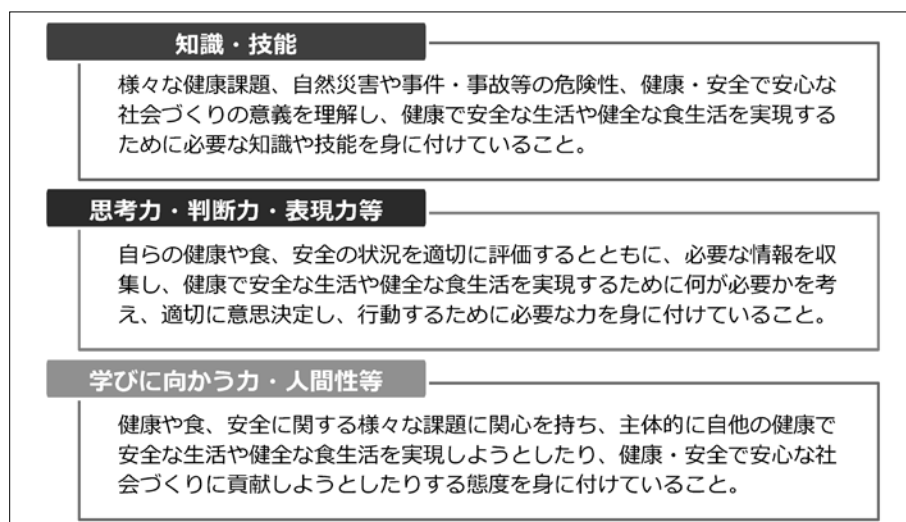 知識・技能
様々な健康課題、自然災害や事件・事故等の危険性、健康・安全で安心な
社会づくりの意義を理解し、健康で安全な生活や健全な食生活を実現する
ために必要な知識や技能を身に付けていること。
思考力・判断力・表現力等
自らの健康や食、安全の状況を適切に評価するとともに、必要な情報を収
集し、健康で安全な生活や健全な食生活を実現するために何が必要かを考
え、適切に意思決定し、行動するために必要な力を身に付けていること。
学びに向かう力・人間性等
健康や食、安全に関する様々な課題に関心を持ち、主体的に自他の健康で
安全な生活や健全な食生活を実現しようとしたり、健康・安全で安心な社
会づくりに貢献しようとしたりする態度を身に付けていること。